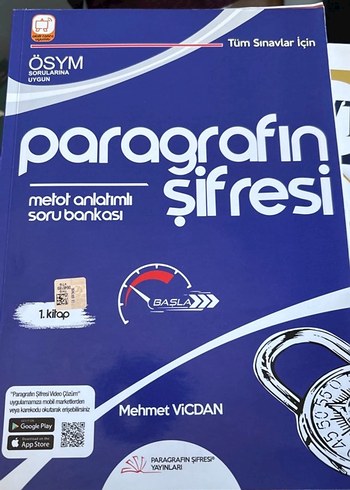 Tüm Sınavlar İçin
ÖSYM
SORULARINA
UYGUN
paragrafın
şifresi
metot anlatımlı
soru bankası
BAŞLA
1. kitap
"Paragrafın Şifresi Video Çözüm"
uygulamamıza mobil marketlerden
veya karekodu okutarak erişebilirsiniz
Google Play
App Store
Mehmet VİCDAN
PARAGRAFIN ŞİFRESİ
YAYINLARI